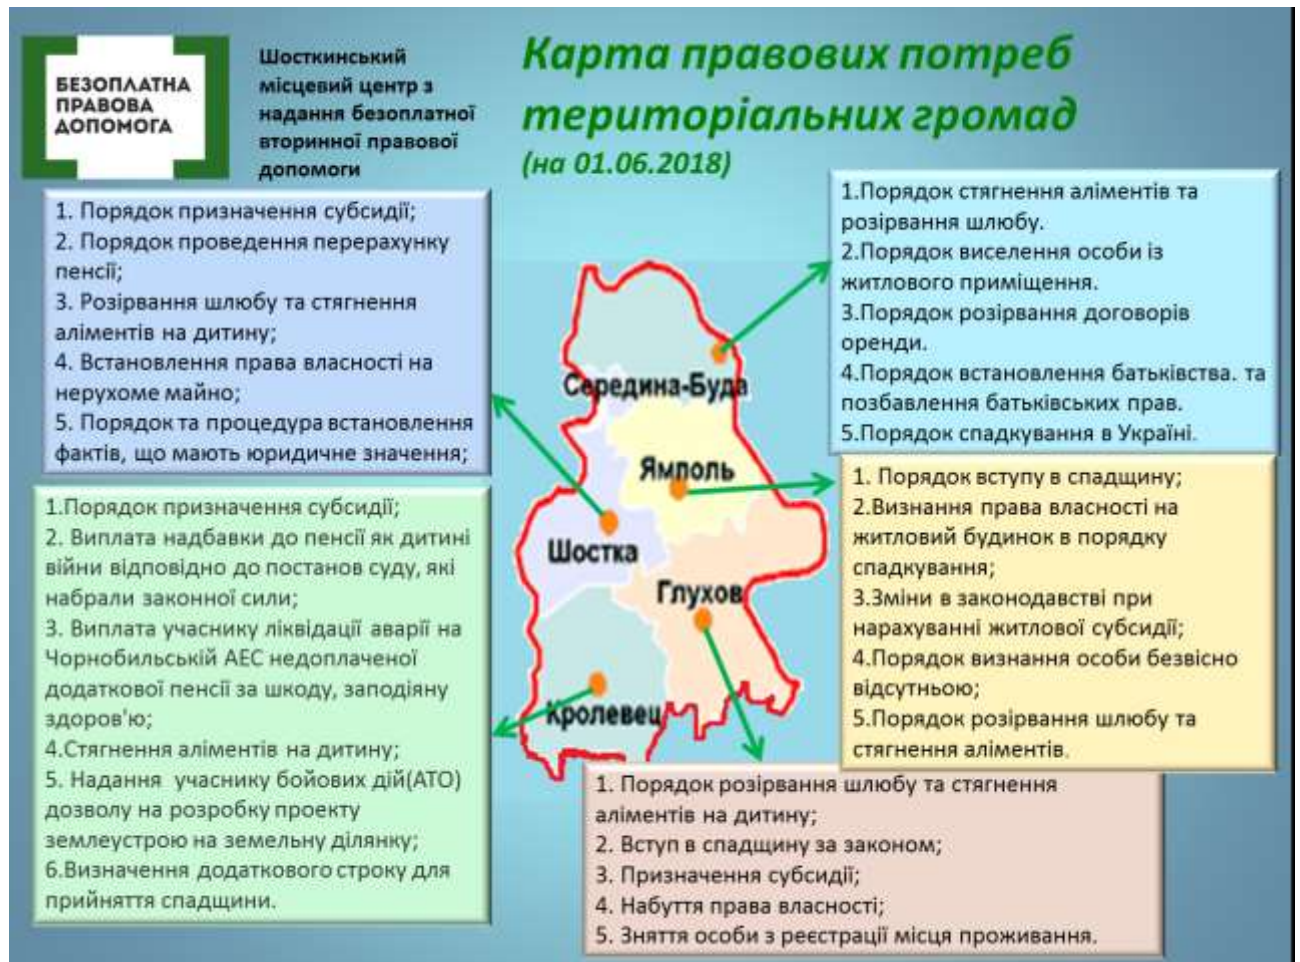 БЕЗОПЛАТНА
ПРАВОВА
ДОПОМОГА
Шосткинський
місцевий центр з
надання безоплатної
вторинної правової
допомоги
Карта правових потреб
територіальних громад
(на 01.06.2018)
1. Порядок призначення субсидії;
2. Порядок проведення перерахунку
пенсії;
3. Розірвання шлюбу та стягнення
аліментів на дитину;
4. Встановлення права власності на
нерухоме майно;
5. Порядок та процедура встановлення
фактів, що мають юридичне значення;
1.Порядок стягнення аліментів та
розірвання шлюбу.
2.Порядок виселення особи із
житлового приміщення.
3.Порядок розірвання договорів
оренди.
4.Порядок встановлення батьківства. та
позбавлення батьківських прав.
5.Порядок спадкування в Україні.
Середина-Буда
Ямполь
Шостка
Глухов
Кролевец
1.Порядок призначення субсидії;
2. Виплата надбавки до пенсії як дитині
війни відповідно до постанов суду, які
набрали законної сили;
3. Виплата учаснику ліквідації аварії на
Чорнобильській АЕС недоплаченої
додаткової пенсії за шкоду, заподіяну
здоров'ю;
4.Стягнення аліментів на дитину;
5. Надання учаснику бойових дій(АТО)
дозволу на розробку проекту
землеустрою на земельну ділянку;
6.Визначення додаткового строку для
прийняття спадщини.
1. Порядок вступу в спадщину;
2.Визнання права власності на
житловий будинок в порядку
спадкування;
3.Зміни в законодавстві при
нарахуванні житлової субсидії;
4.Порядок визнання особи безвісно
відсутньою;
5.Порядок розірвання шлюбу та
стягнення аліментів.
1. Порядок розірвання шлюбу та стягнення
аліментів на дитину;
2. Вступ в спадщину за законом;
3. Призначення субсидії;
4. Набуття права власності;
5. Зняття особи з реєстрації місця проживання.